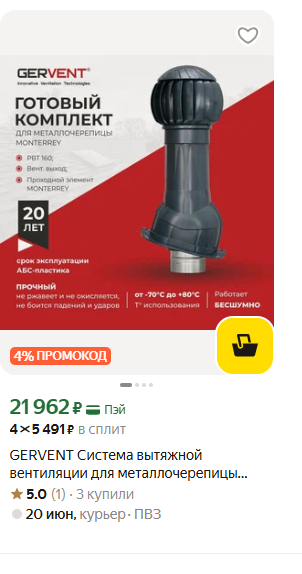 GERVENT®
Innovative Ventilation Technologies
ГОТОВЫЙ
КОМПЛЕКТ
ДЛЯ МЕТАЛЛОЧЕРЕПИЦЫ
MONTERREY
РВТ 160;
Вент. выход;
Проходной элемент
MONTERREY
20
ЛЕТ
срок эксплуатации
АБС-пластика
ПРОЧНЫЙ
не ржавеет и не окисляется,
не боится падений и ударов
от -70°С до +80°С
Т° использования
Работает
БЕСШУМНО
4% ПРОМОКОД
21 962 ₽ Пэй
4×5 491 ₽ в сплит
GERVENT Система вытяжной
вентиляции для металлочерепицы...
5.0 (1) · 3 купили
20 июн, курьер · ПВЗ